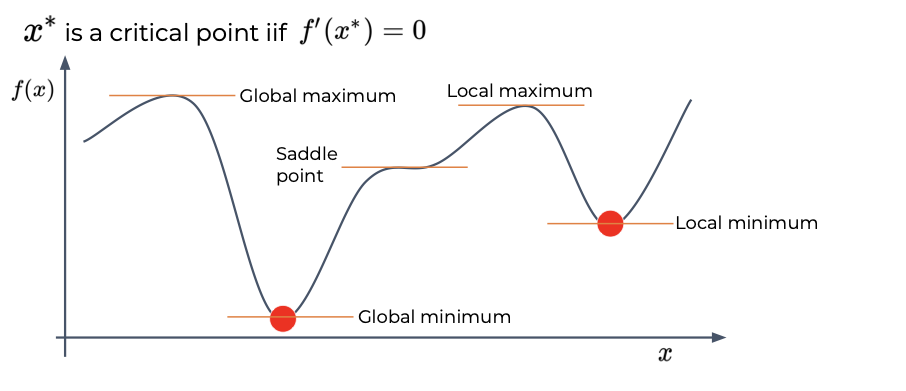 x* is a critical point iif f'(x*) = 0
f(x)
Global maximum
Local maximum
Saddle
point
Local minimum
Global minimum
x